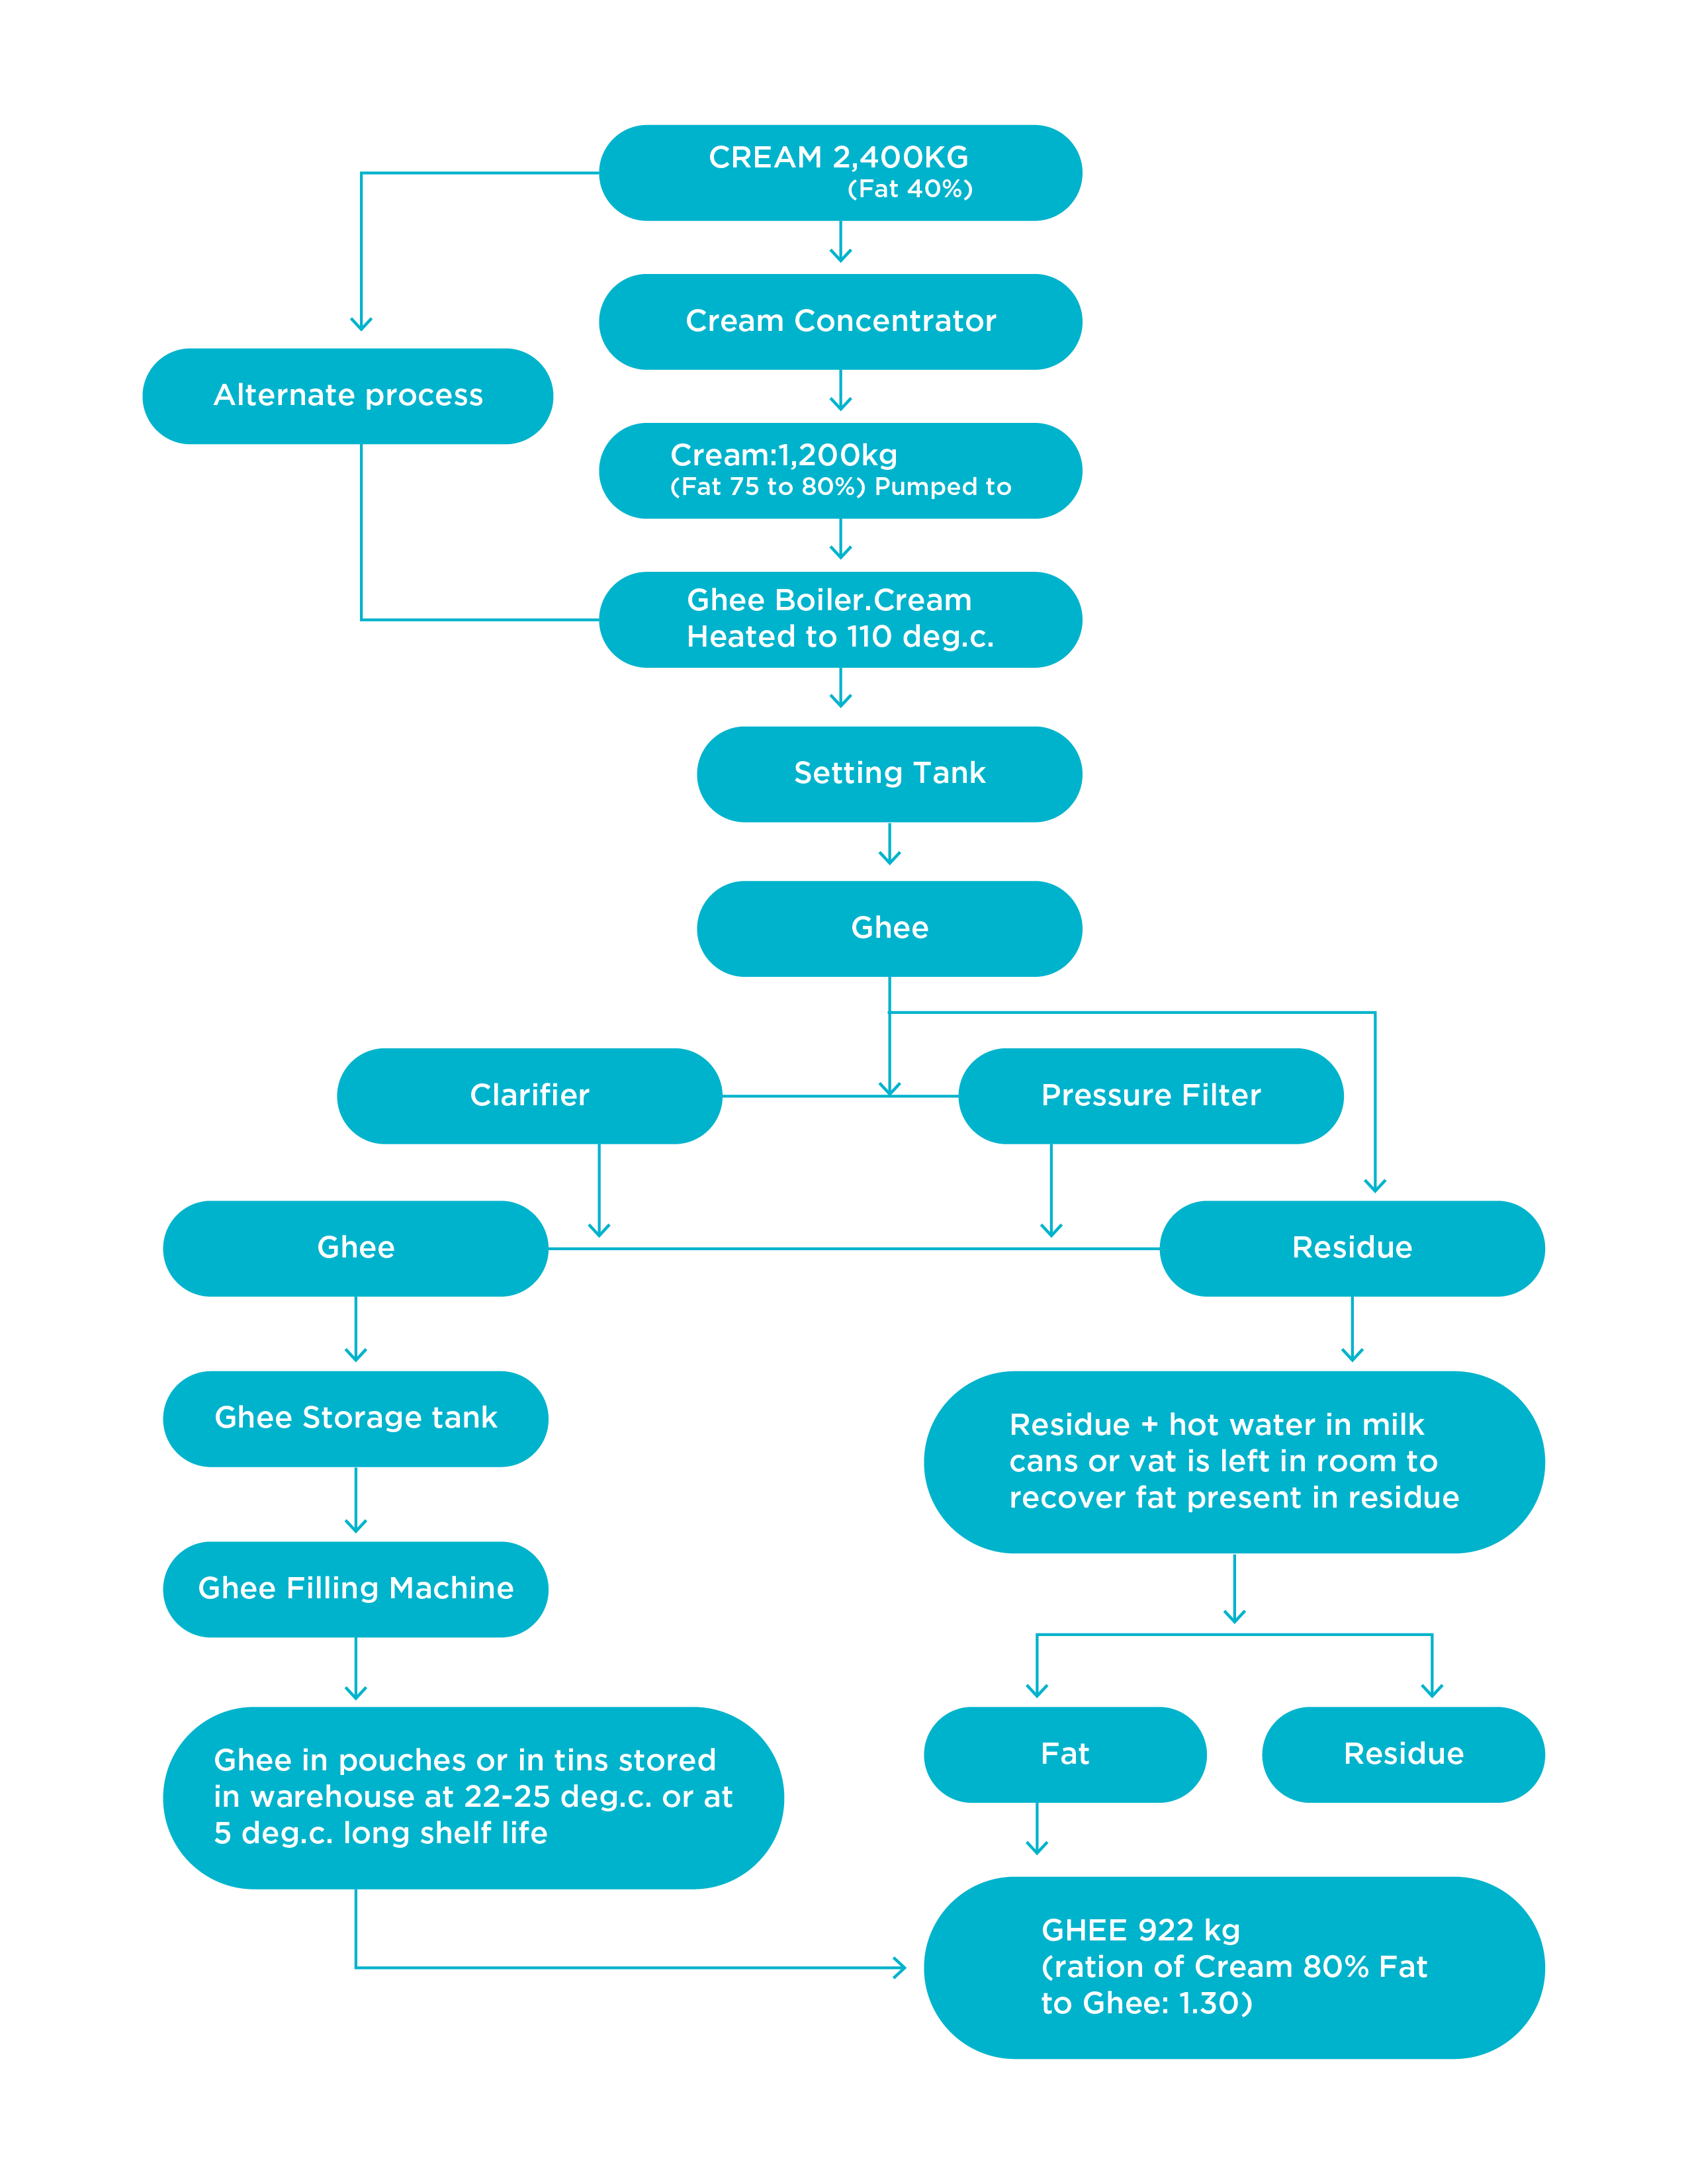 CREAM 2,400KG
(Fat 40%)
Cream Concentrator
Alternate process
Cream:1,200kg
(Fat 75 to 80%) Pumped to
Ghee Boiler.Cream
Heated to 110 deg.c.
Setting Tank
Ghee
Clarifier
Pressure Filter
Ghee
Residue
Ghee Storage tank
Residue + hot water in milk
cans or vat is left in room to
recover fat present in residue
Ghee Filling Machine
Ghee in pouches or in tins stored
in warehouse at 22-25 deg.c. or at
5 deg.c. long shelf life
Fat
Residue
GHEE 922 kg
(ration of Cream 80% Fat
to Ghee: 1.30)